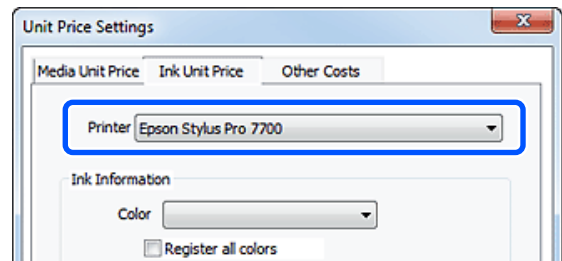 Unit Price Settings
Media Unit Price Ink Unit Price Other Costs
Printer Epson Stylus Pro 7700
Ink Information
Color
Register all colors